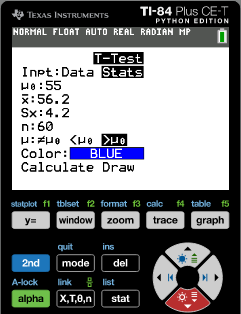 TEXAS INSTRUMENTS TI-84 Plus CE-T
PYTHON EDITION
NORMAL FLOAT AUTO REAL RADIAN MP
T-Test
Inpt:Data Stats
μ₀:55
x̄:56.2
Sx:4.2
n:60
μ:≠μ₀ <μ₀ >μ₀
Color: BLUE
Calculate Draw
statplot f1 tblset f2 format f3 calc f4 table f5
y= window zoom trace graph
quit ins
2nd mode del
A-lock link list
alpha X,T,θ,n stat